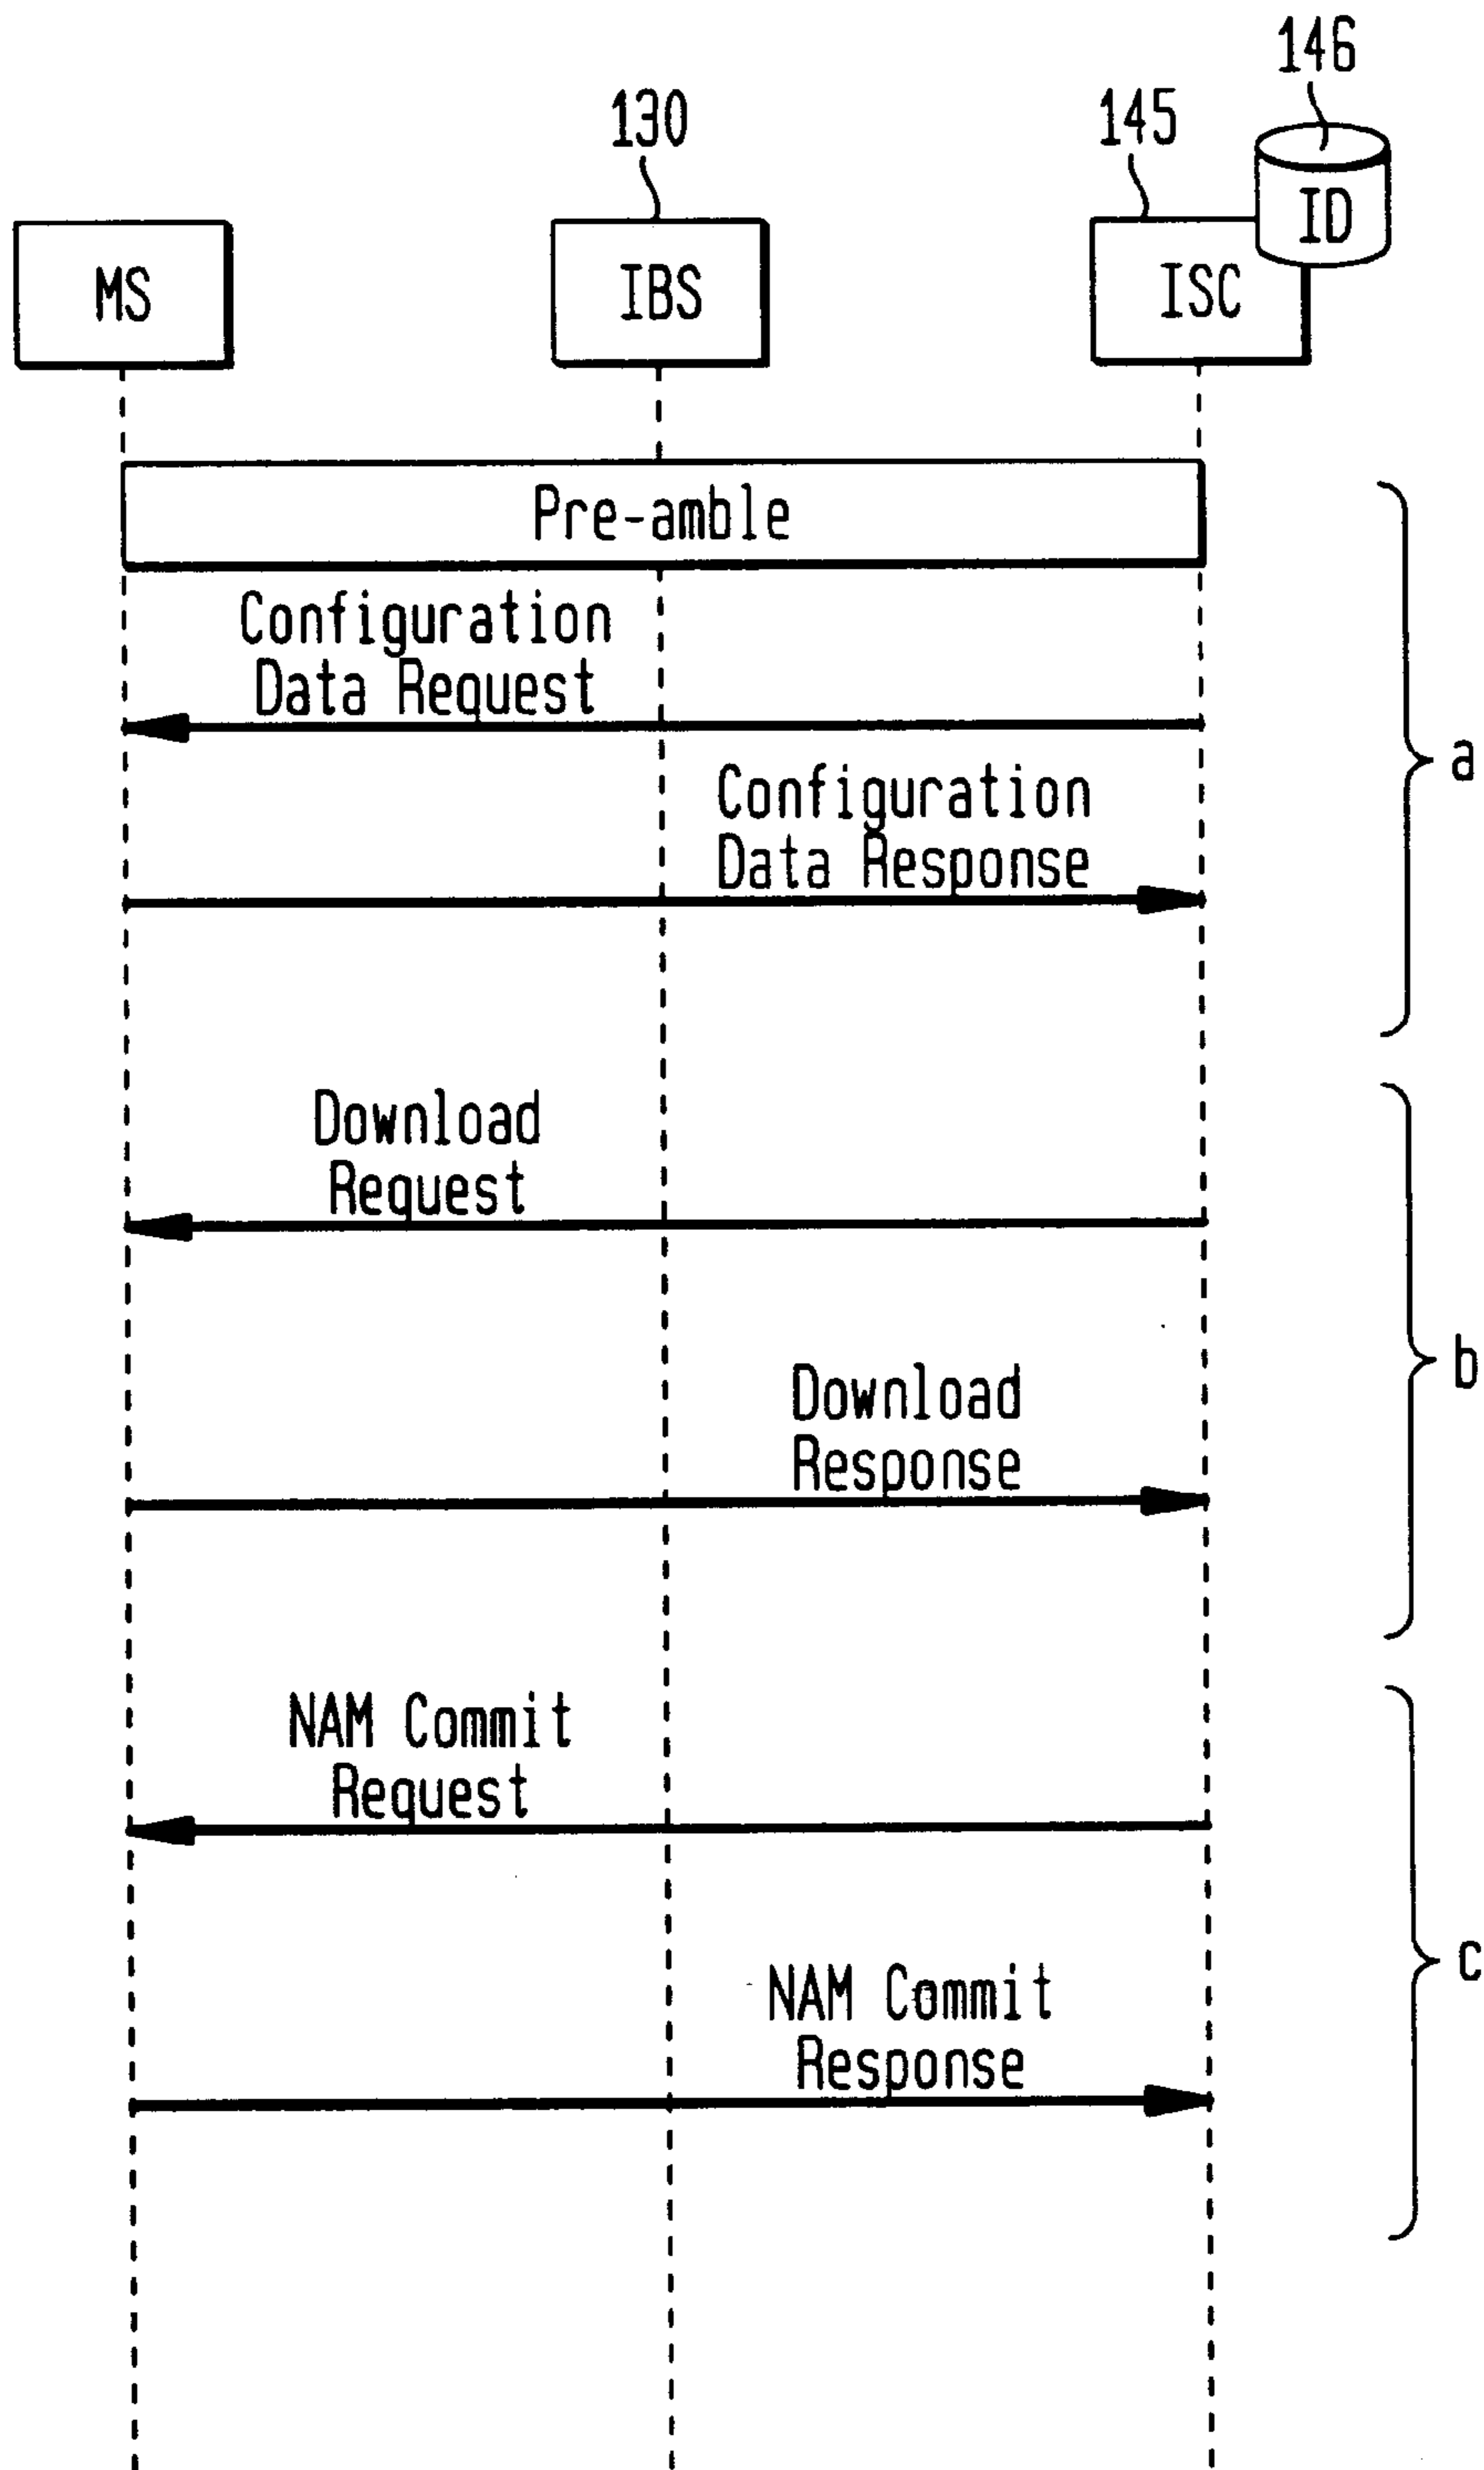 146
130
145
ID
MS
IBS
ISC
Pre-amble
Configuration
Data Request
a
Configuration
Data Response
Download
Request
b
Download
Response
NAM Commit
Request
c
NAM Commit
Response